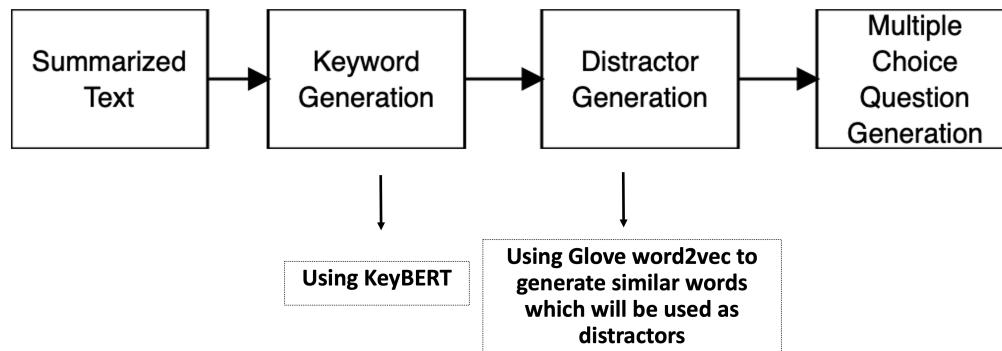 Summarized
Text
Keyword
Generation
Distractor
Generation
Multiple
Choice
Question
Generation
Using KeyBERT
Using Glove word2vec to
generate similar words
which will be used as
distractors